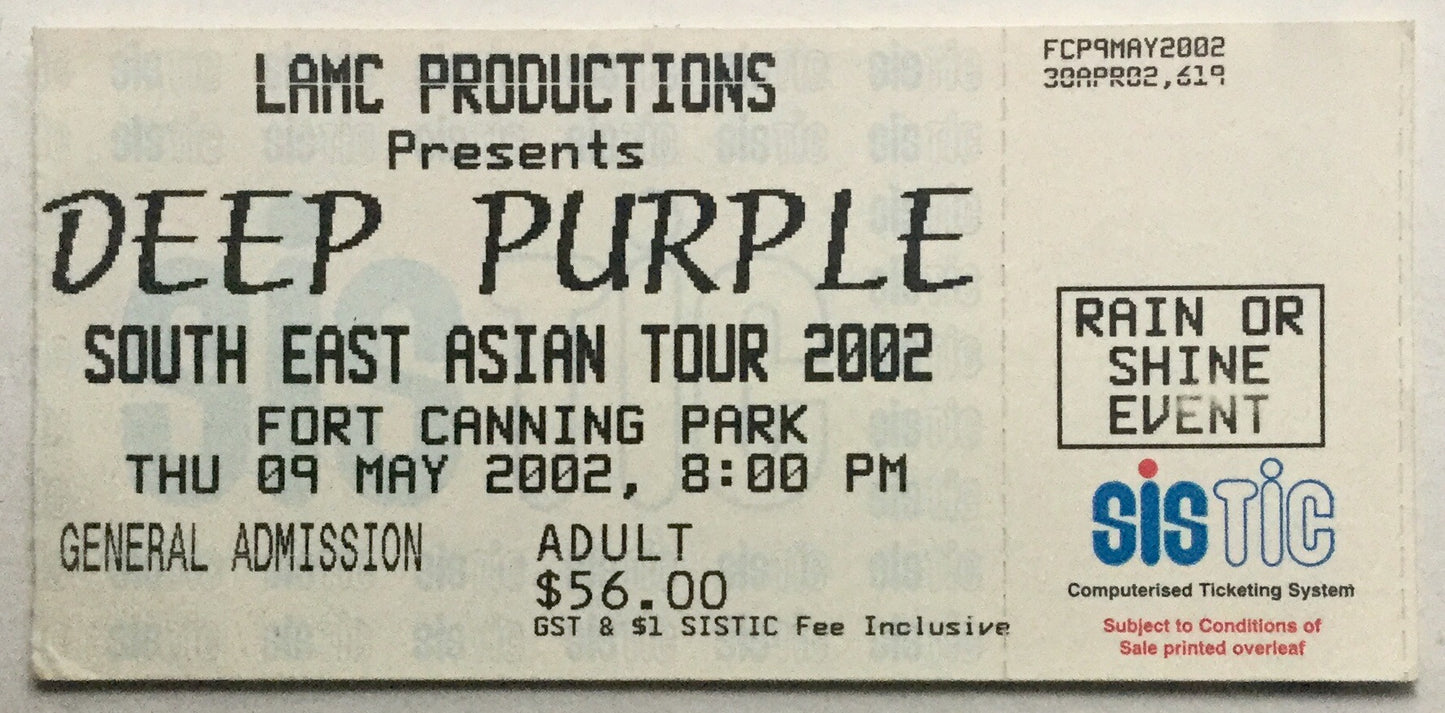 LAMC PRODUCTIONS
Presents
DEEP PURPLE
SOUTH EAST ASIAN TOUR 2002
FORT CANNING PARK
THU 09 MAY 2002, 8:00 PM
GENERAL ADMISSION
ADULT
$56.00
GST & $1 SISTIC Fee Inclusive
FCP9MAY2002
30APR02,619
RAIN OR
SHINE
EVENT
SISTIC
Computerised Ticketing System
Subject to Conditions of
Sale printed overleaf